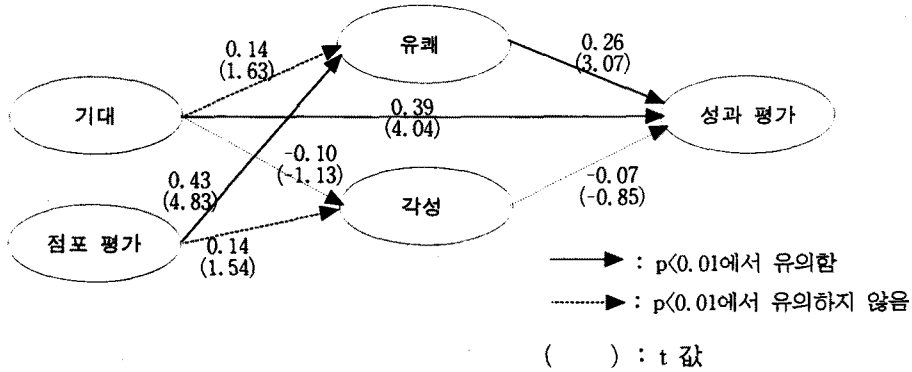 유쾌
0.14
(1.63)
0.26
(3.07)
기대
0.39
(4.04)
성과 평가
-0.10
(-1.13)
-0.07
(-0.85)
0.43
(4.83)
각성
점포 평가
0.14
(1.54)
: p<0.01에서 유의함
: p<0.01에서 유의하지 않음
( ) : t 값